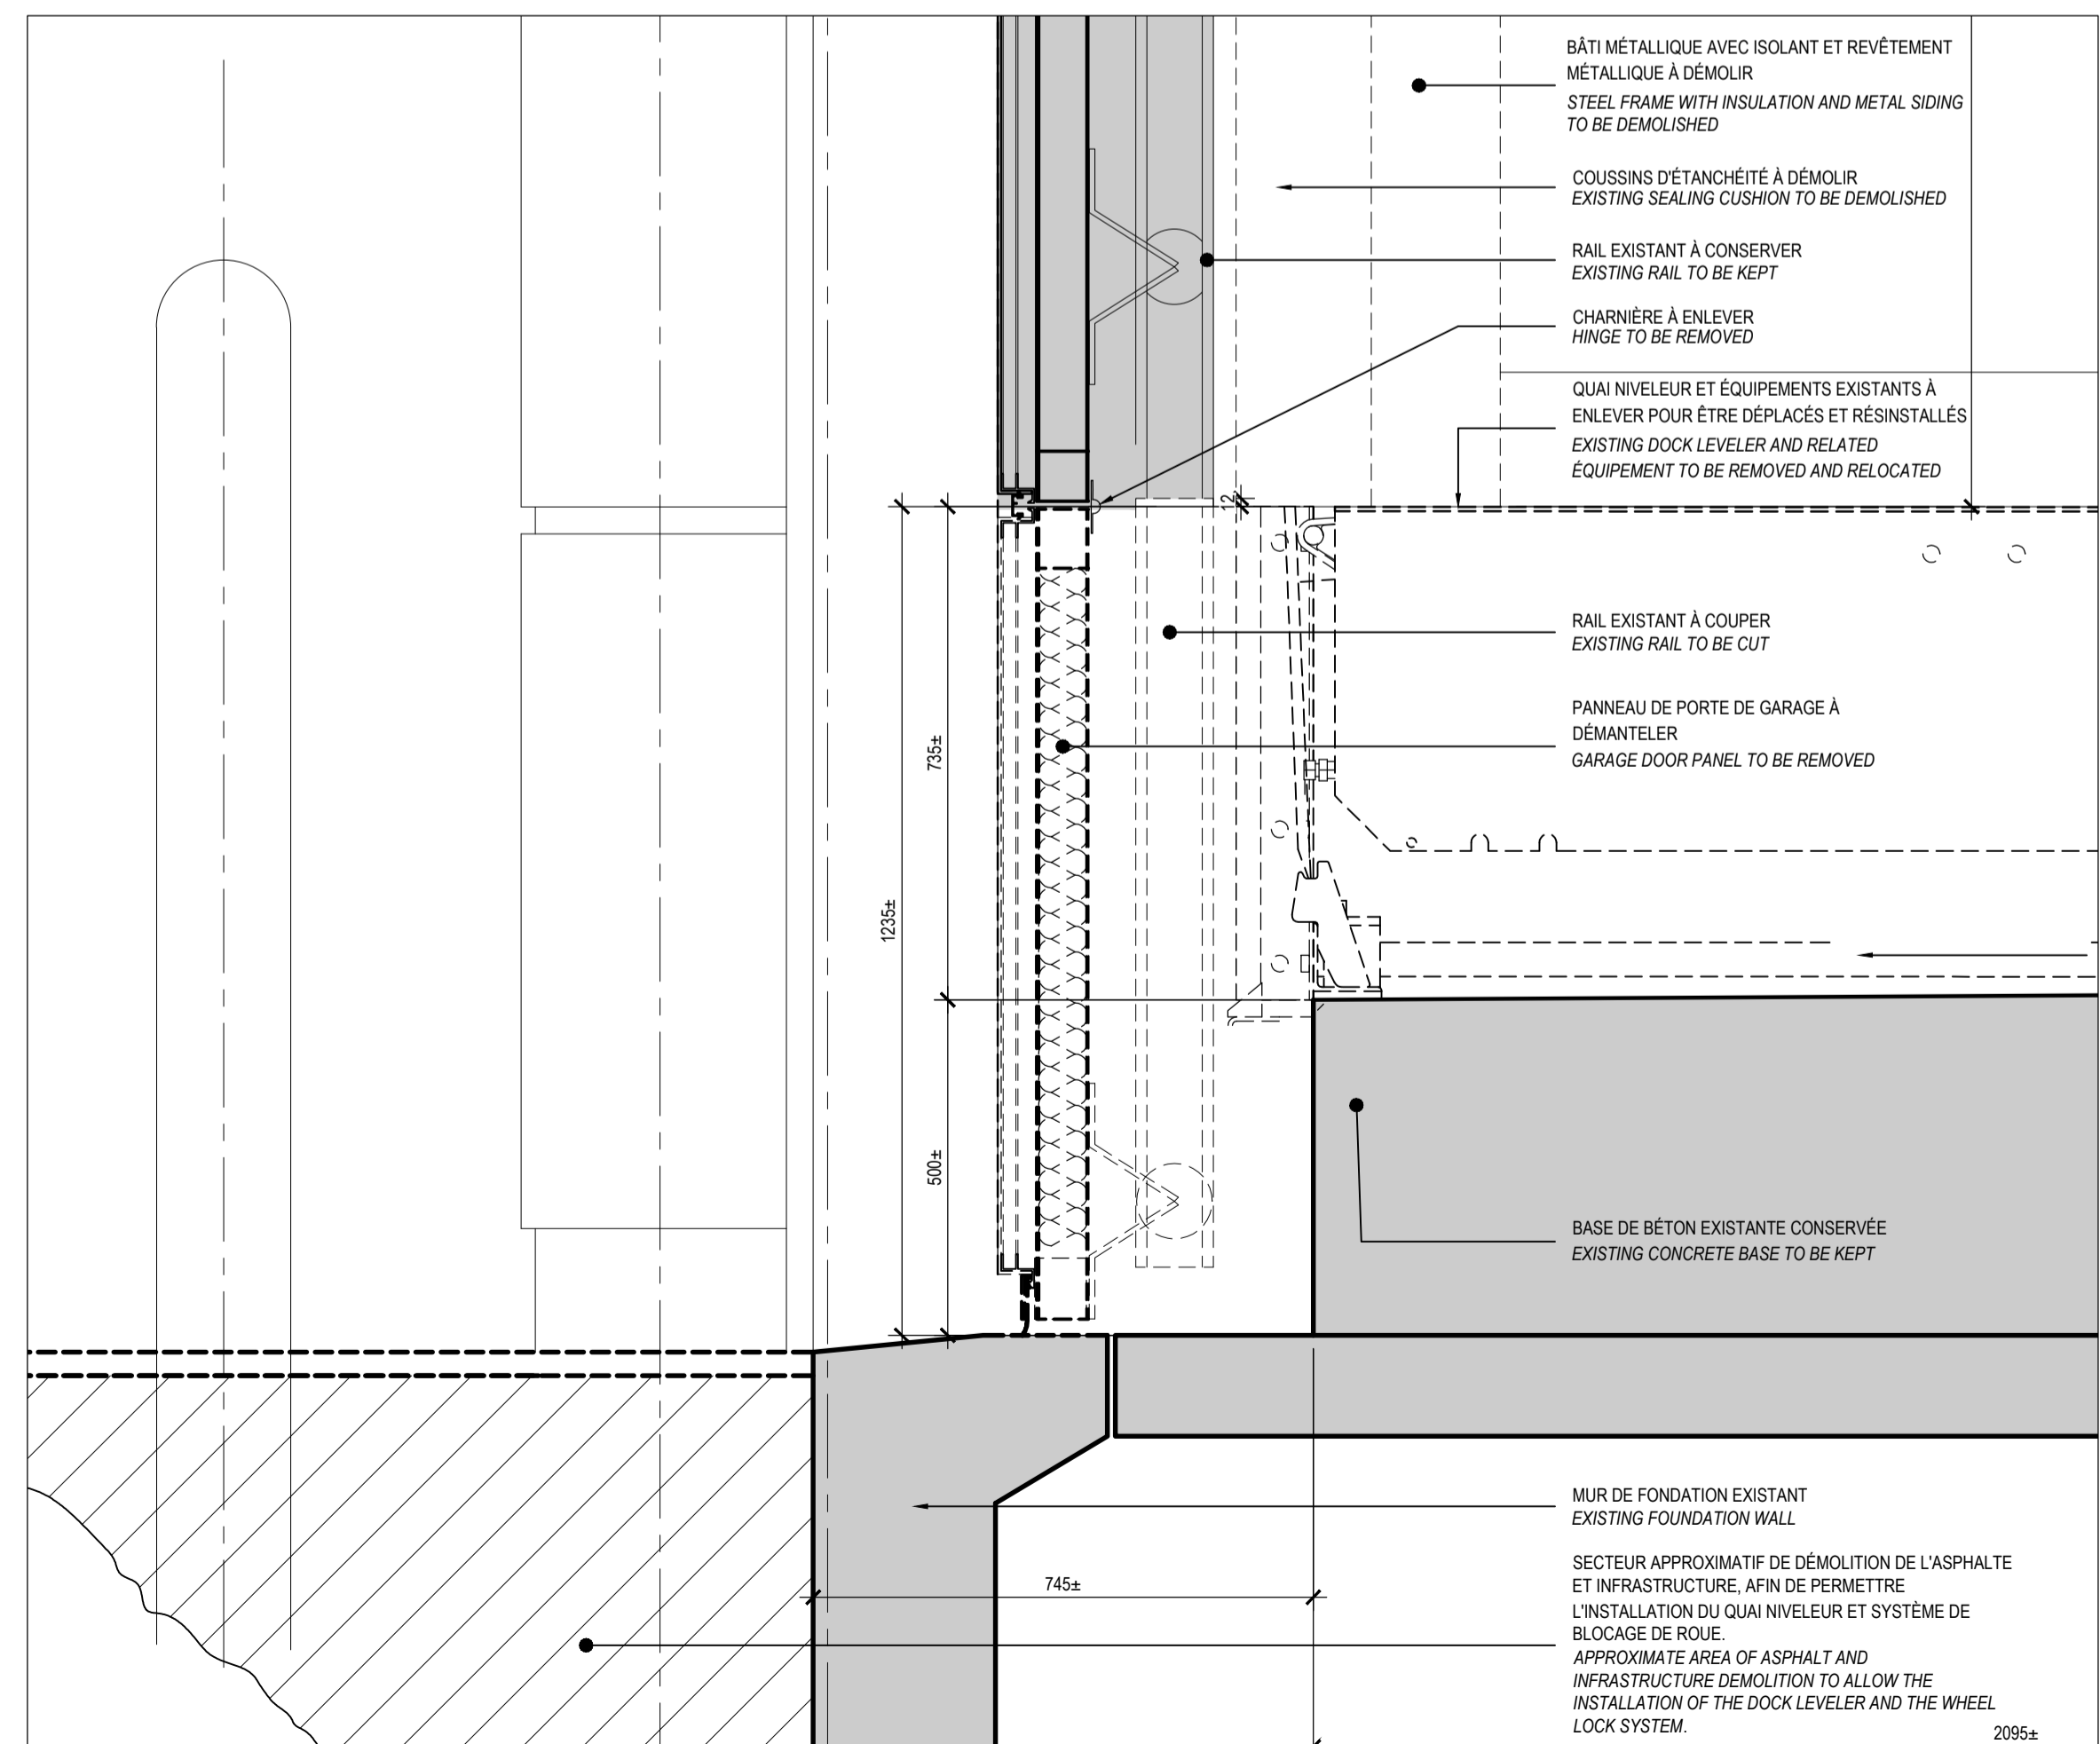 BÂTI MÉTALLIQUE AVEC ISOLANT ET REVÊTEMENT
MÉTALLIQUE À DÉMOLIR
STEEL FRAME WITH INSULATION AND METAL SIDING
TO BE DEMOLISHED
COUSSINS D'ÉTANCHÉITÉ À DÉMOLIR
EXISTING SEALING CUSHION TO BE DEMOLISHED
RAIL EXISTANT À CONSERVER
EXISTING RAIL TO BE KEPT
CHARNIÈRE À ENLEVER
HINGE TO BE REMOVED
QUAI NIVELEUR ET ÉQUIPEMENTS EXISTANTS À
ENLEVER POUR ÊTRE DÉPLACÉS ET RÉSINSTALLÉS
EXISTING DOCK LEVELER AND RELATED
ÉQUIPEMENT TO BE REMOVED AND RELOCATED
12
RAIL EXISTANT À COUPER
EXISTING RAIL TO BE CUT
PANNEAU DE PORTE DE GARAGE À
DÉMANTELER
GARAGE DOOR PANEL TO BE REMOVED
735±
1235±
500±
BASE DE BÉTON EXISTANTE CONSERVÉE
EXISTING CONCRETE BASE TO BE KEPT
MUR DE FONDATION EXISTANT
EXISTING FOUNDATION WALL
745±
SECTEUR APPROXIMATIF DE DÉMOLITION DE L'ASPHALTE
ET INFRASTRUCTURE, AFIN DE PERMETTRE
L'INSTALLATION DU QUAI NIVELEUR ET SYSTÈME DE
BLOCAGE DE ROUE.
APPROXIMATE AREA OF ASPHALT AND
INFRASTRUCTURE DEMOLITION TO ALLOW THE
INSTALLATION OF THE DOCK LEVELER AND THE WHEEL
LOCK SYSTEM.
2095±